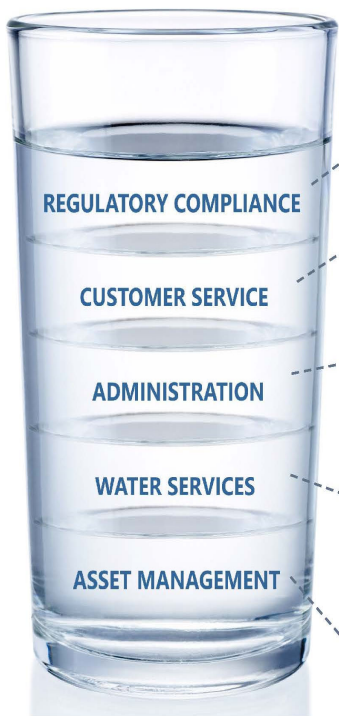 REGULATORY COMPLIANCE
CUSTOMER SERVICE
ADMINISTRATION
WATER SERVICES
ASSET MANAGEMENT